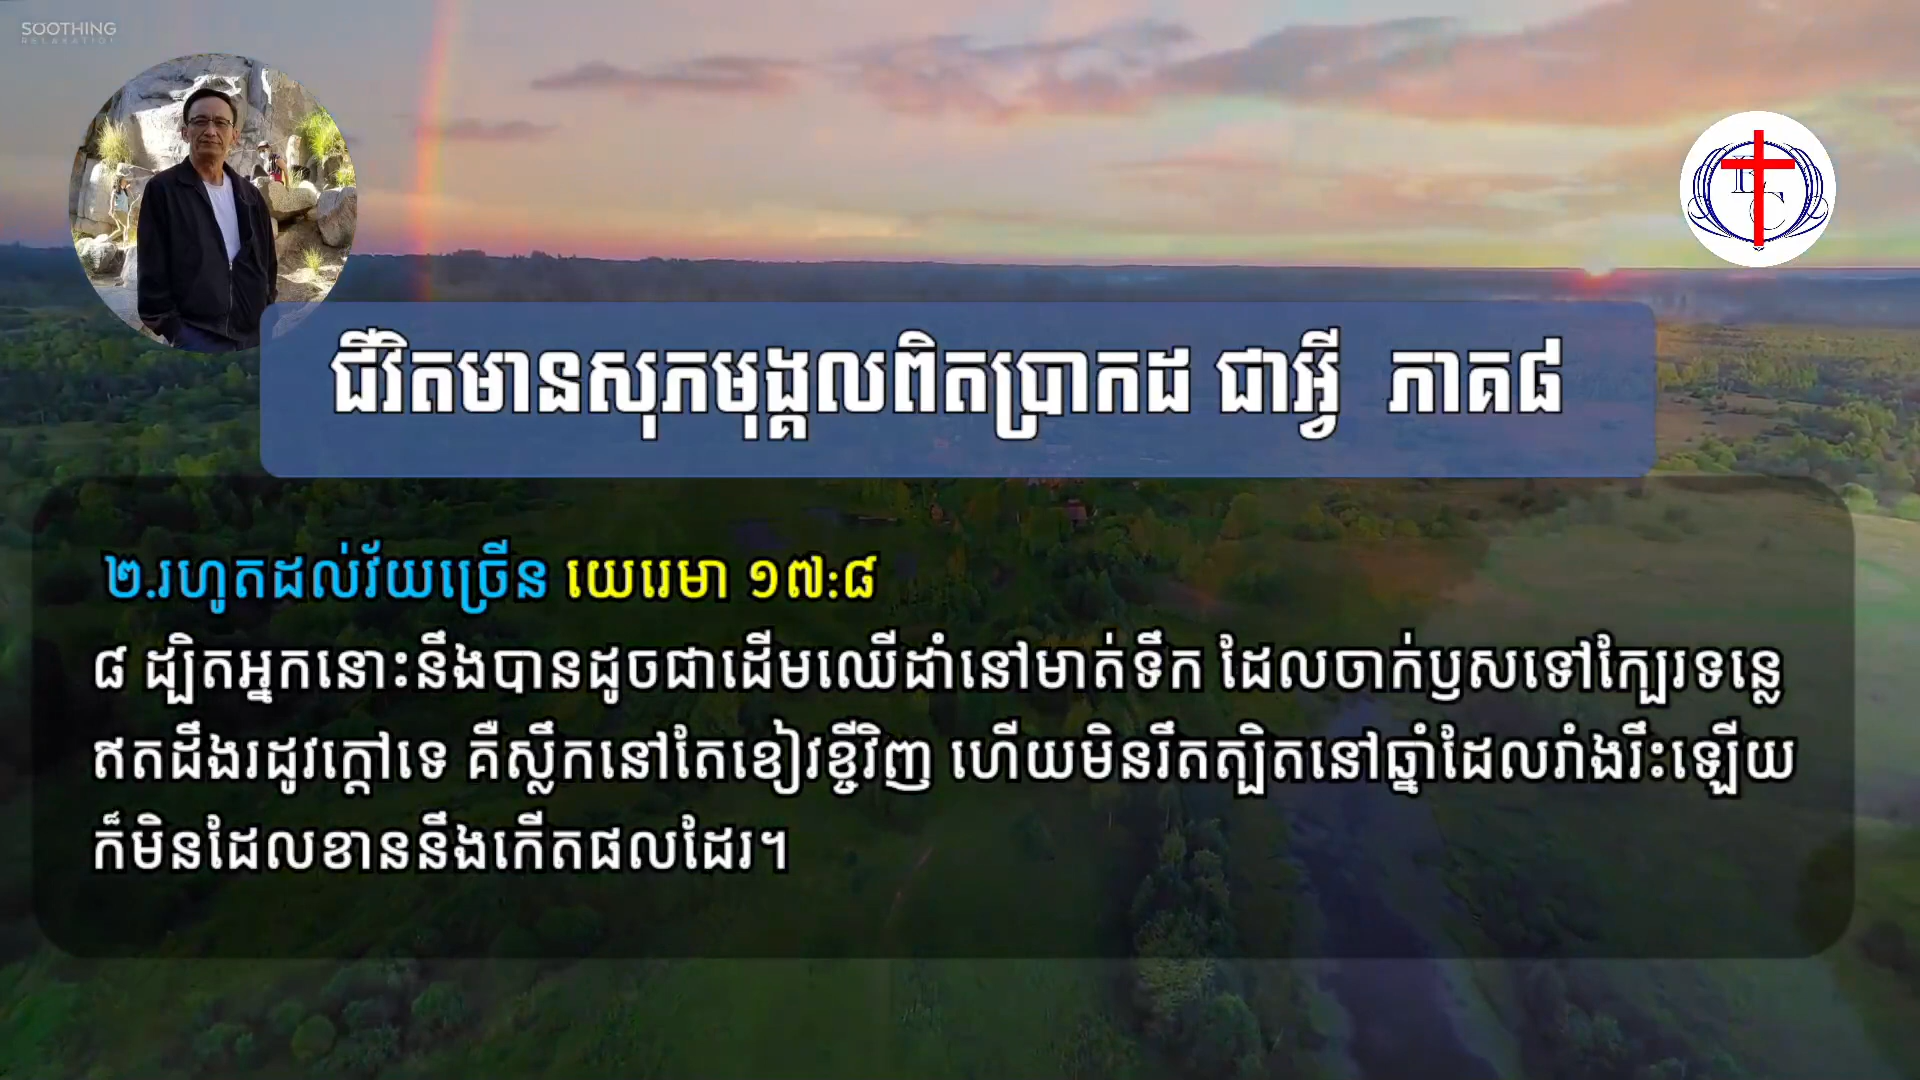 SOOTHING
RELAXATION
ជីវិតមានសុភមុង្គលពិតប្រាកដ ជាអ្វី ភាគ៨
២.រហូតដល់វ័យច្រើន យេរេមា ១៧:៨
៨ ដ្បិតអ្នកនោះនឹងបានដូចជាដើមឈើដាំនៅមាត់ទឹក ដែលចាក់ឫសទៅក្បែរទន្លេ
ឥតដឹងរដូវក្តៅទេ គឺស្លឹកនៅតែខៀវខ្ចីវិញ ហើយមិនរឹតត្បិតនៅឆ្នាំដែលរាំងរឹះឡើយ
ក៏មិនដែលខាននឹងកើតផលដែរ។